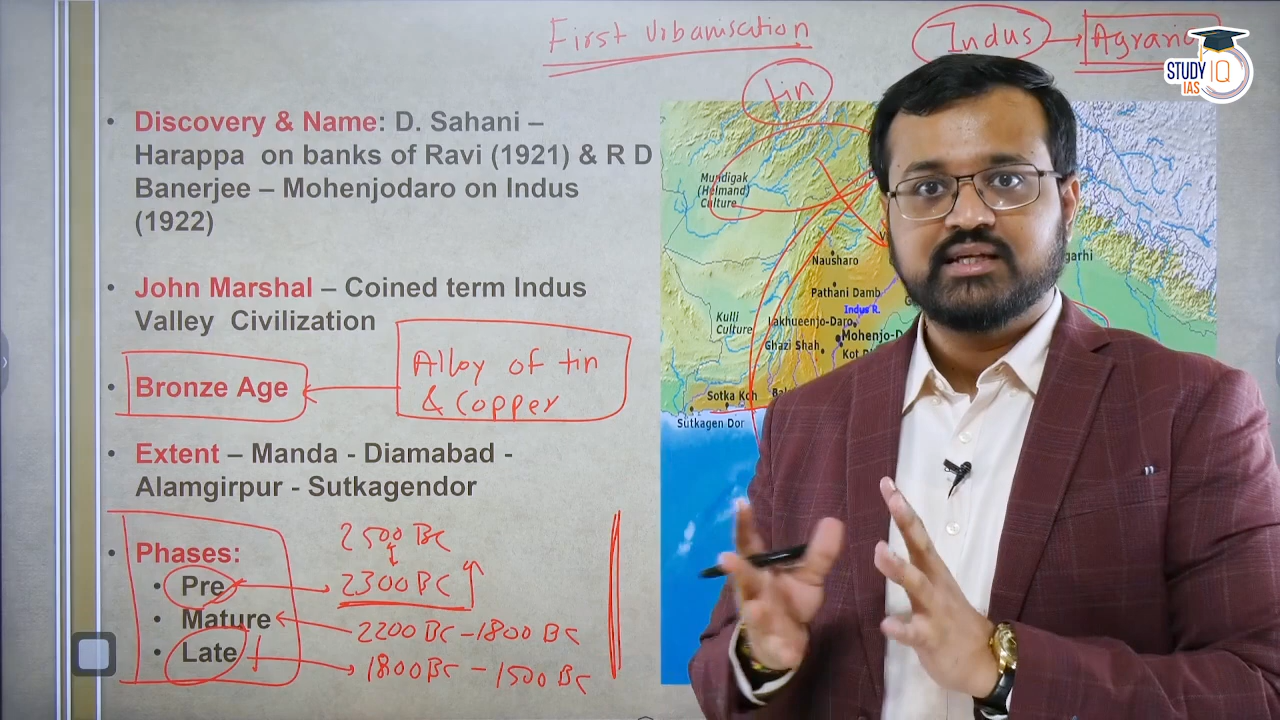 First Urbanisation
Indus → Agraria
STUDY IQ
IAS
tin
• Discovery & Name: D. Sahani –
Harappa on banks of Ravi (1921) & R D
Banerjee – Mohenjodaro on Indus
(1922)
• John Marshal – Coined term Indus
Valley Civilization
Alloy of tin
& Copper
• Bronze Age
• Extent – Manda - Diamabad -
Alamgirpur - Sutkagendor
• Phases:
2500 BC
• Pre
2300 BC
• Mature
2200 BC – 1800 BC
• Late
1800 BC – 1500 BC
Mundigak
(Helmand)
Culture
Nausharo
garhi
Pathani Damb
Indus R.
Kulli
Culture
Lakhueenjo-Daro
Mohenjo-D
Ghazi Shah
Kot Di
Sotka Koh
Sutkagen Dor